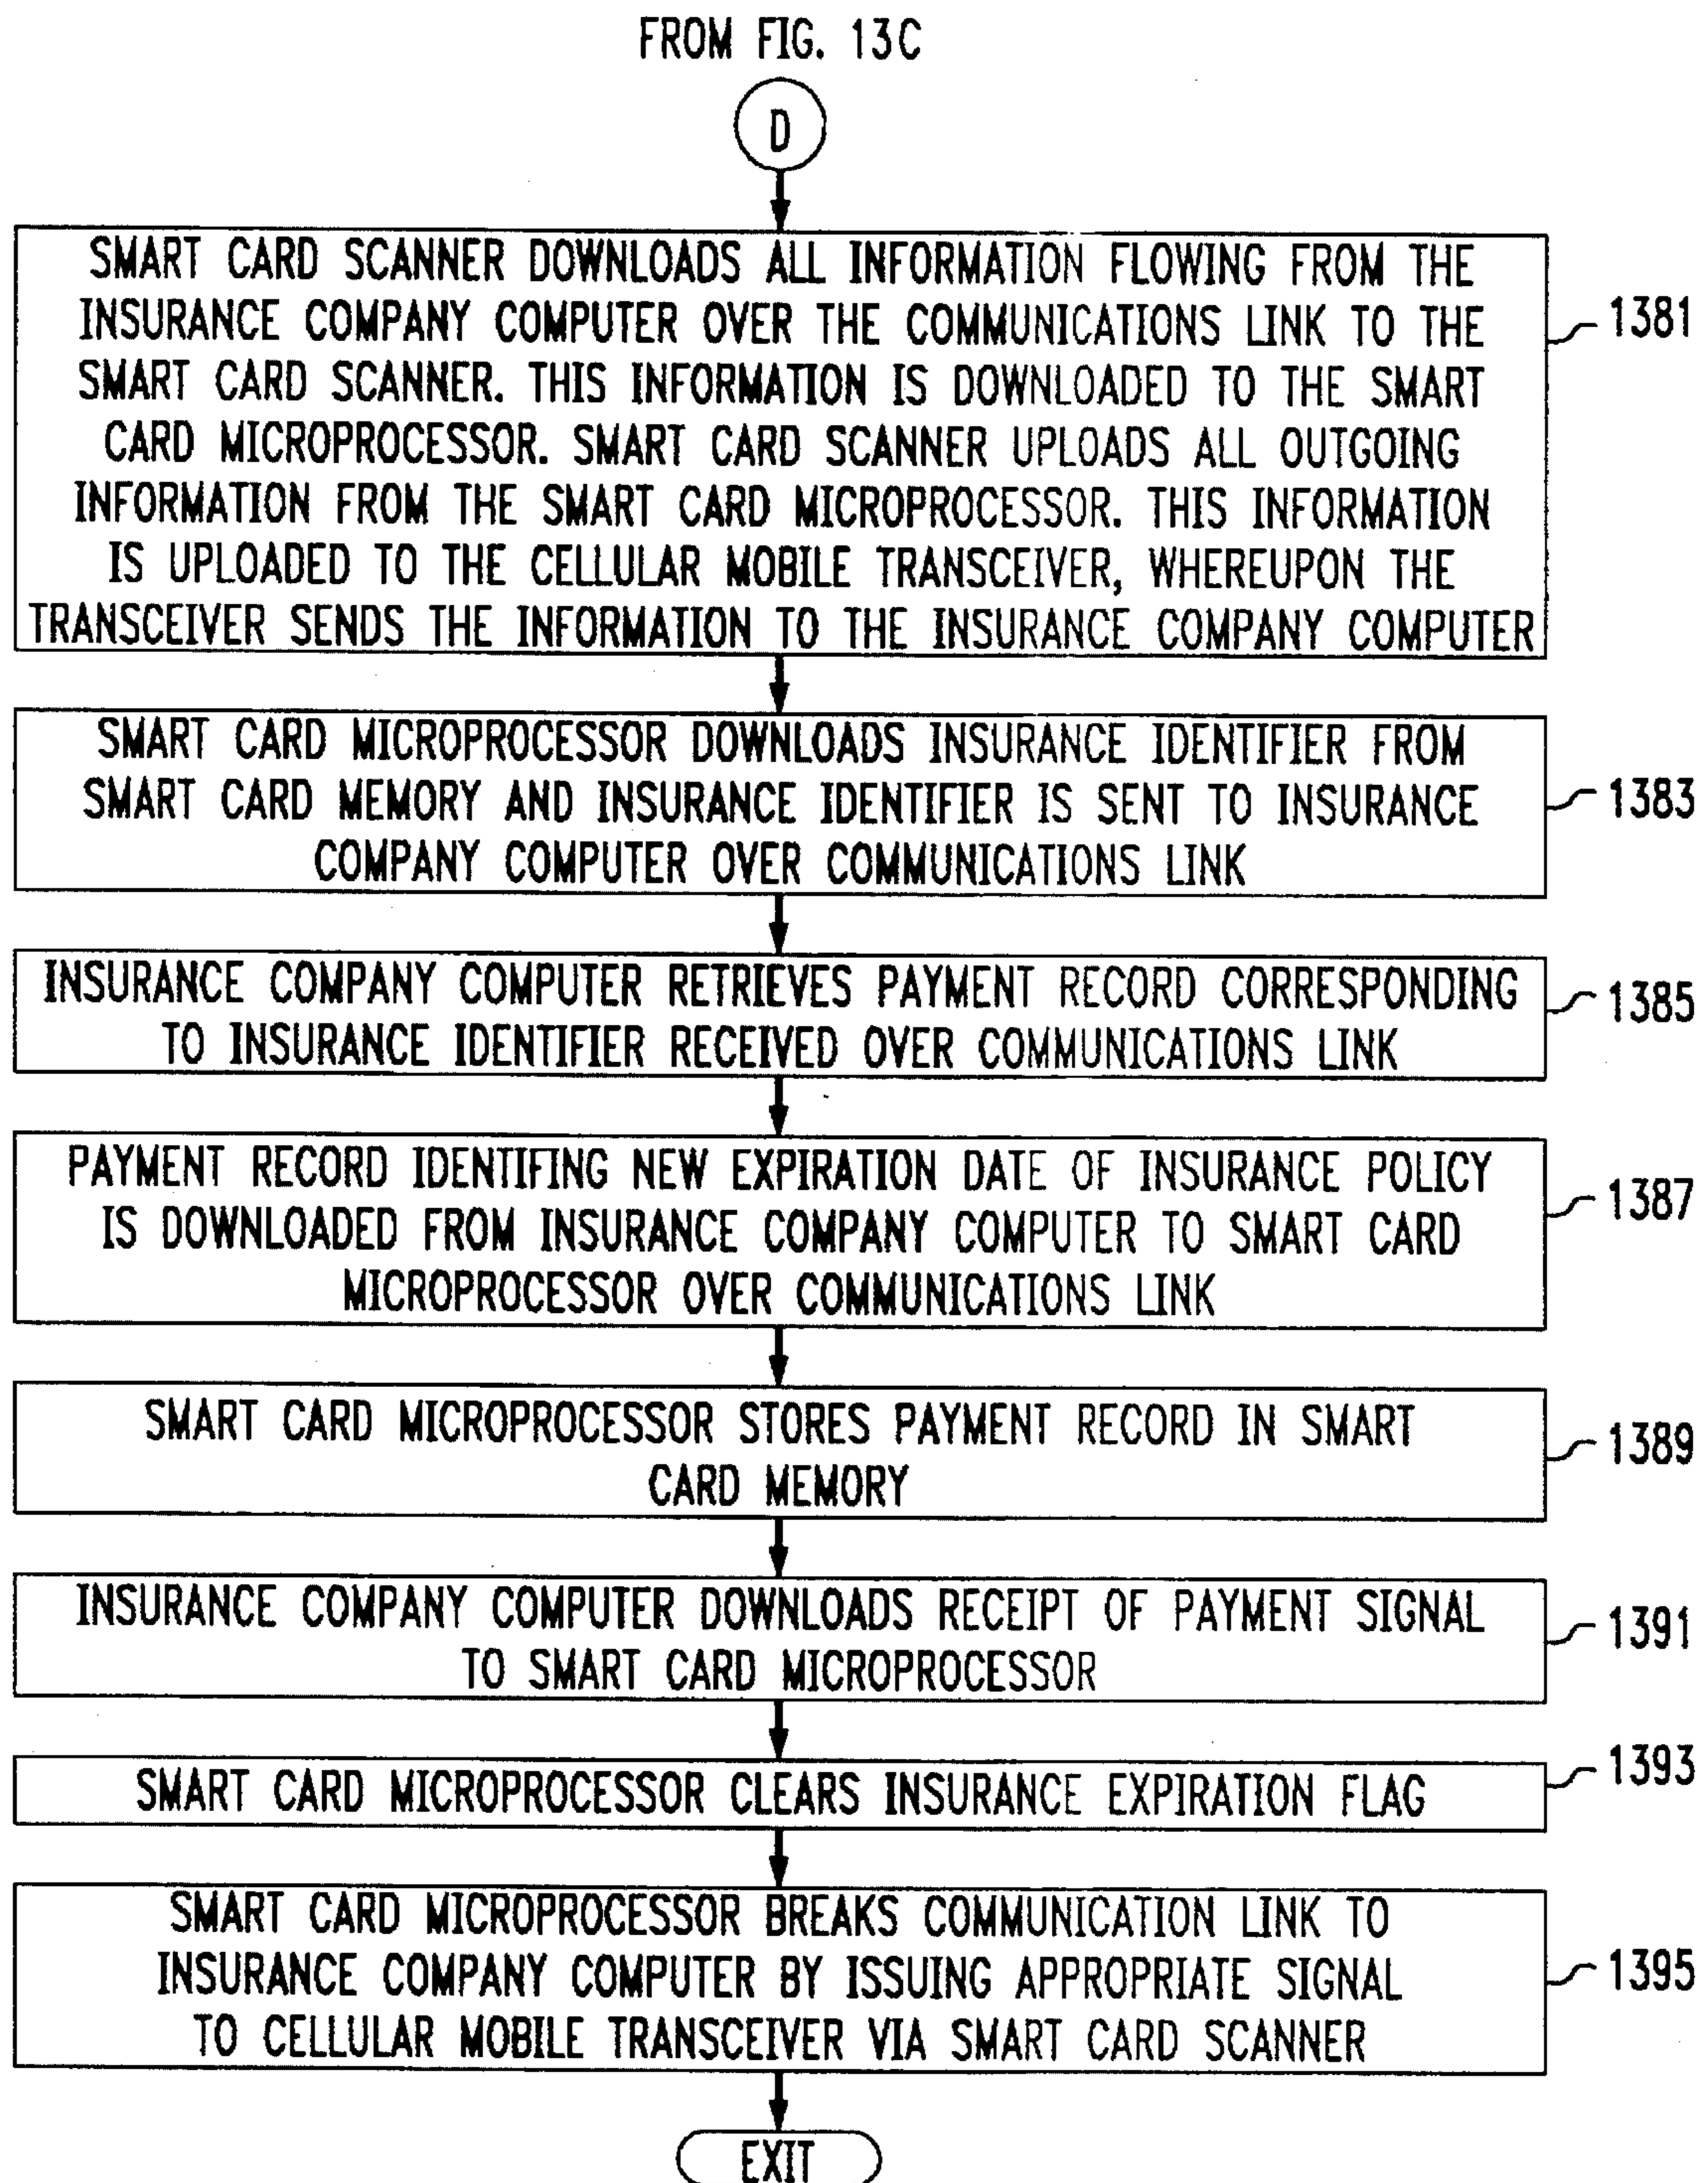 FROM FIG. 13C
D
SMART CARD SCANNER DOWNLOADS ALL INFORMATION FLOWING FROM THE
INSURANCE COMPANY COMPUTER OVER THE COMMUNICATIONS LINK TO THE
SMART CARD SCANNER. THIS INFORMATION IS DOWNLOADED TO THE SMART
CARD MICROPROCESSOR. SMART CARD SCANNER UPLOADS ALL OUTGOING
INFORMATION FROM THE SMART CARD MICROPROCESSOR. THIS INFORMATION
IS UPLOADED TO THE CELLULAR MOBILE TRANSCEIVER, WHEREUPON THE
TRANSCEIVER SENDS THE INFORMATION TO THE INSURANCE COMPANY COMPUTER
1381
SMART CARD MICROPROCESSOR DOWNLOADS INSURANCE IDENTIFIER FROM
SMART CARD MEMORY AND INSURANCE IDENTIFIER IS SENT TO INSURANCE
COMPANY COMPUTER OVER COMMUNICATIONS LINK
1383
INSURANCE COMPANY COMPUTER RETRIEVES PAYMENT RECORD CORRESPONDING
TO INSURANCE IDENTIFIER RECEIVED OVER COMMUNICATIONS LINK
1385
PAYMENT RECORD IDENTIFING NEW EXPIRATION DATE OF INSURANCE POLICY
IS DOWNLOADED FROM INSURANCE COMPANY COMPUTER TO SMART CARD
MICROPROCESSOR OVER COMMUNICATIONS LINK
1387
SMART CARD MICROPROCESSOR STORES PAYMENT RECORD IN SMART
CARD MEMORY
1389
INSURANCE COMPANY COMPUTER DOWNLOADS RECEIPT OF PAYMENT SIGNAL
TO SMART CARD MICROPROCESSOR
1391
SMART CARD MICROPROCESSOR CLEARS INSURANCE EXPIRATION FLAG
1393
SMART CARD MICROPROCESSOR BREAKS COMMUNICATION LINK TO
INSURANCE COMPANY COMPUTER BY ISSUING APPROPRIATE SIGNAL
TO CELLULAR MOBILE TRANSCEIVER VIA SMART CARD SCANNER
1395
EXIT